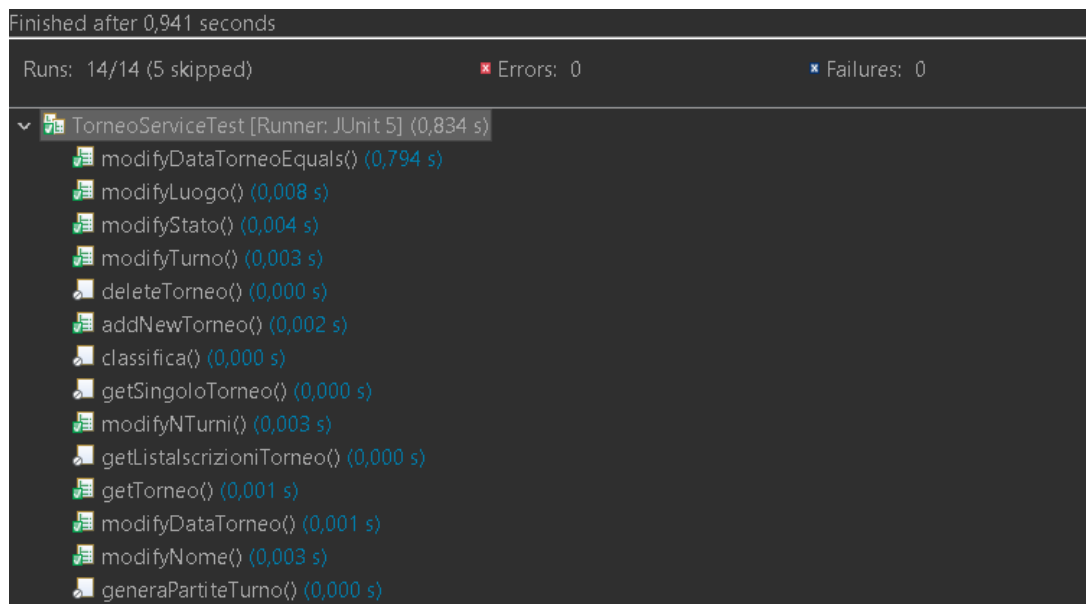 Finished after 0,941 seconds
Runs: 14/14 (5 skipped) Errors: 0 Failures: 0
TorneoServiceTest [Runner: JUnit 5] (0,834 s)
modifyDataTorneoEquals() (0,794 s)
modifyLuogo() (0,008 s)
modifyStato() (0,004 s)
modifyTurno() (0,003 s)
deleteTorneo() (0,000 s)
addNewTorneo() (0,002 s)
classifica() (0,000 s)
getSingoloTorneo() (0,000 s)
modifyNTurni() (0,003 s)
getListaIscrizioniTorneo() (0,000 s)
getTorneo() (0,001 s)
modifyDataTorneo() (0,001 s)
modifyNome() (0,003 s)
generaPartiteTurno() (0,000 s)